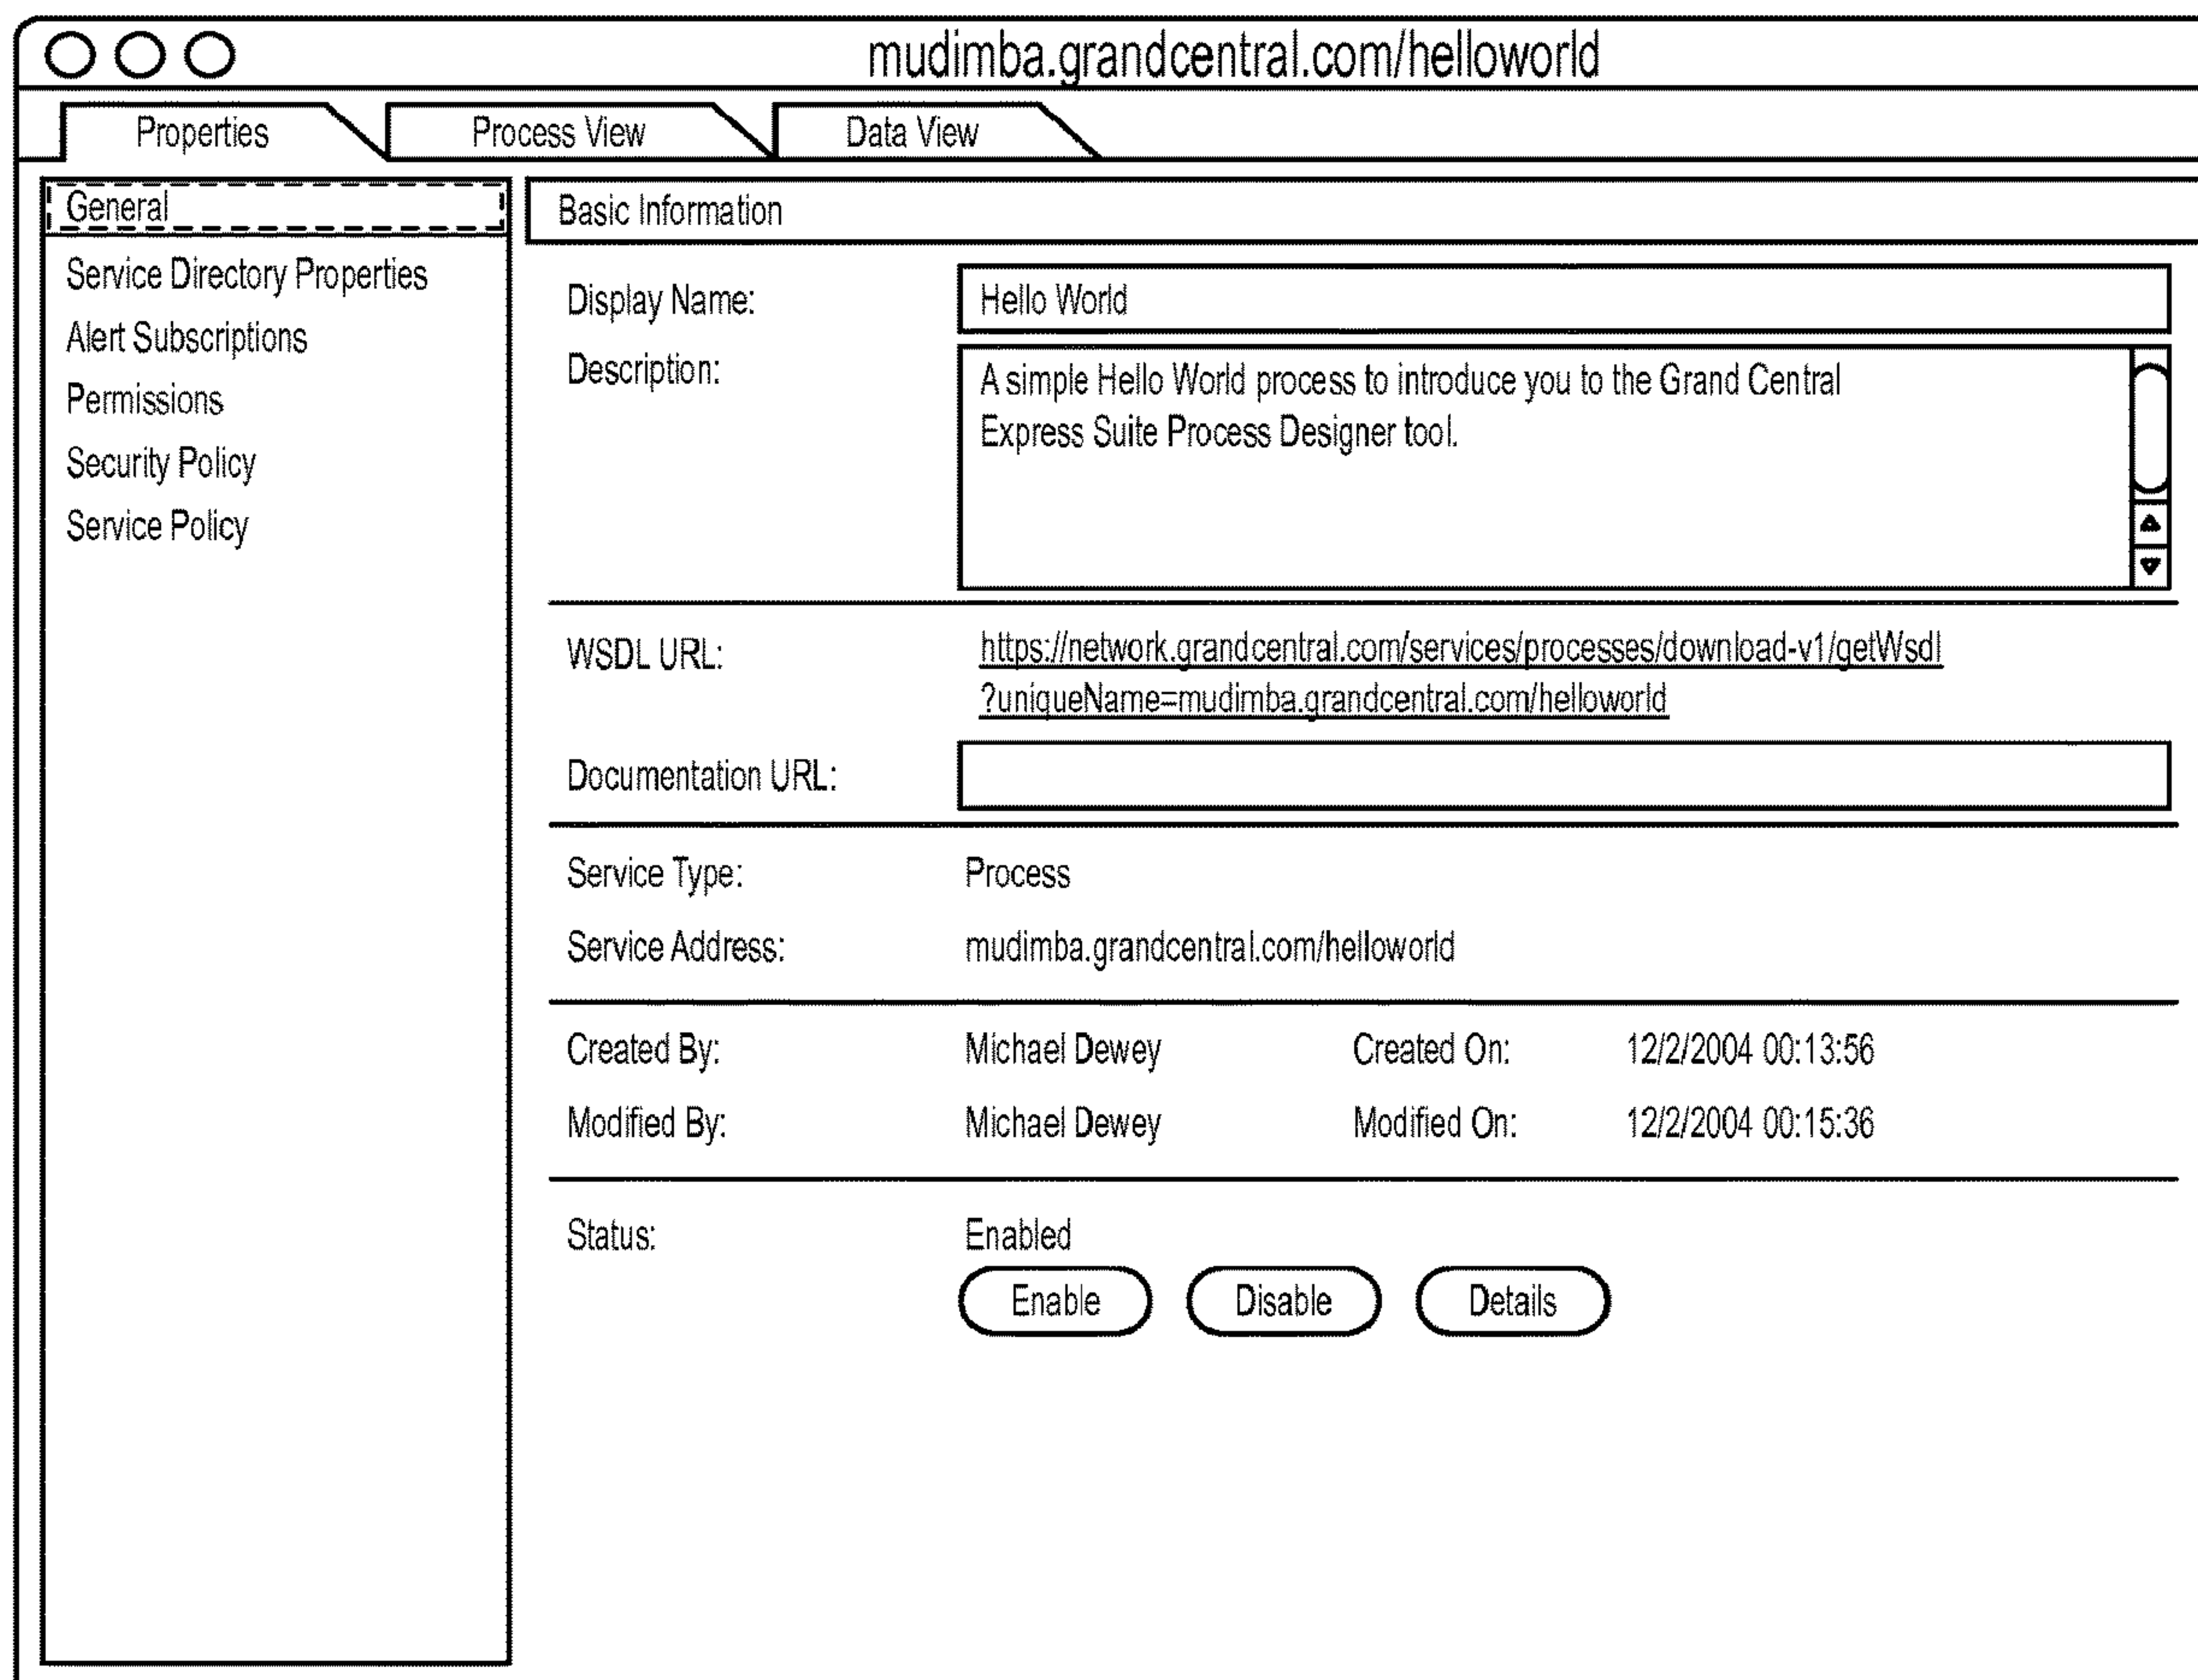 mudimba.grandcentral.com/helloworld
Properties
Process View
Data View
General
Service Directory Properties
Alert Subscriptions
Permissions
Security Policy
Service Policy
Basic Information
Display Name:
Hello World
Description:
A simple Hello World process to introduce you to the Grand Central
Express Suite Process Designer tool.
WSDL URL:
https://network.grandcentral.com/services/processes/download-v1/getWsdl
?uniqueName=mudimba.grandcentral.com/helloworld
Documentation URL:
Service Type:
Process
Service Address:
mudimba.grandcentral.com/helloworld
Created By:
Michael Dewey
Created On:
12/2/2004 00:13:56
Modified By:
Michael Dewey
Modified On:
12/2/2004 00:15:36
Status:
Enabled
Enable
Disable
Details